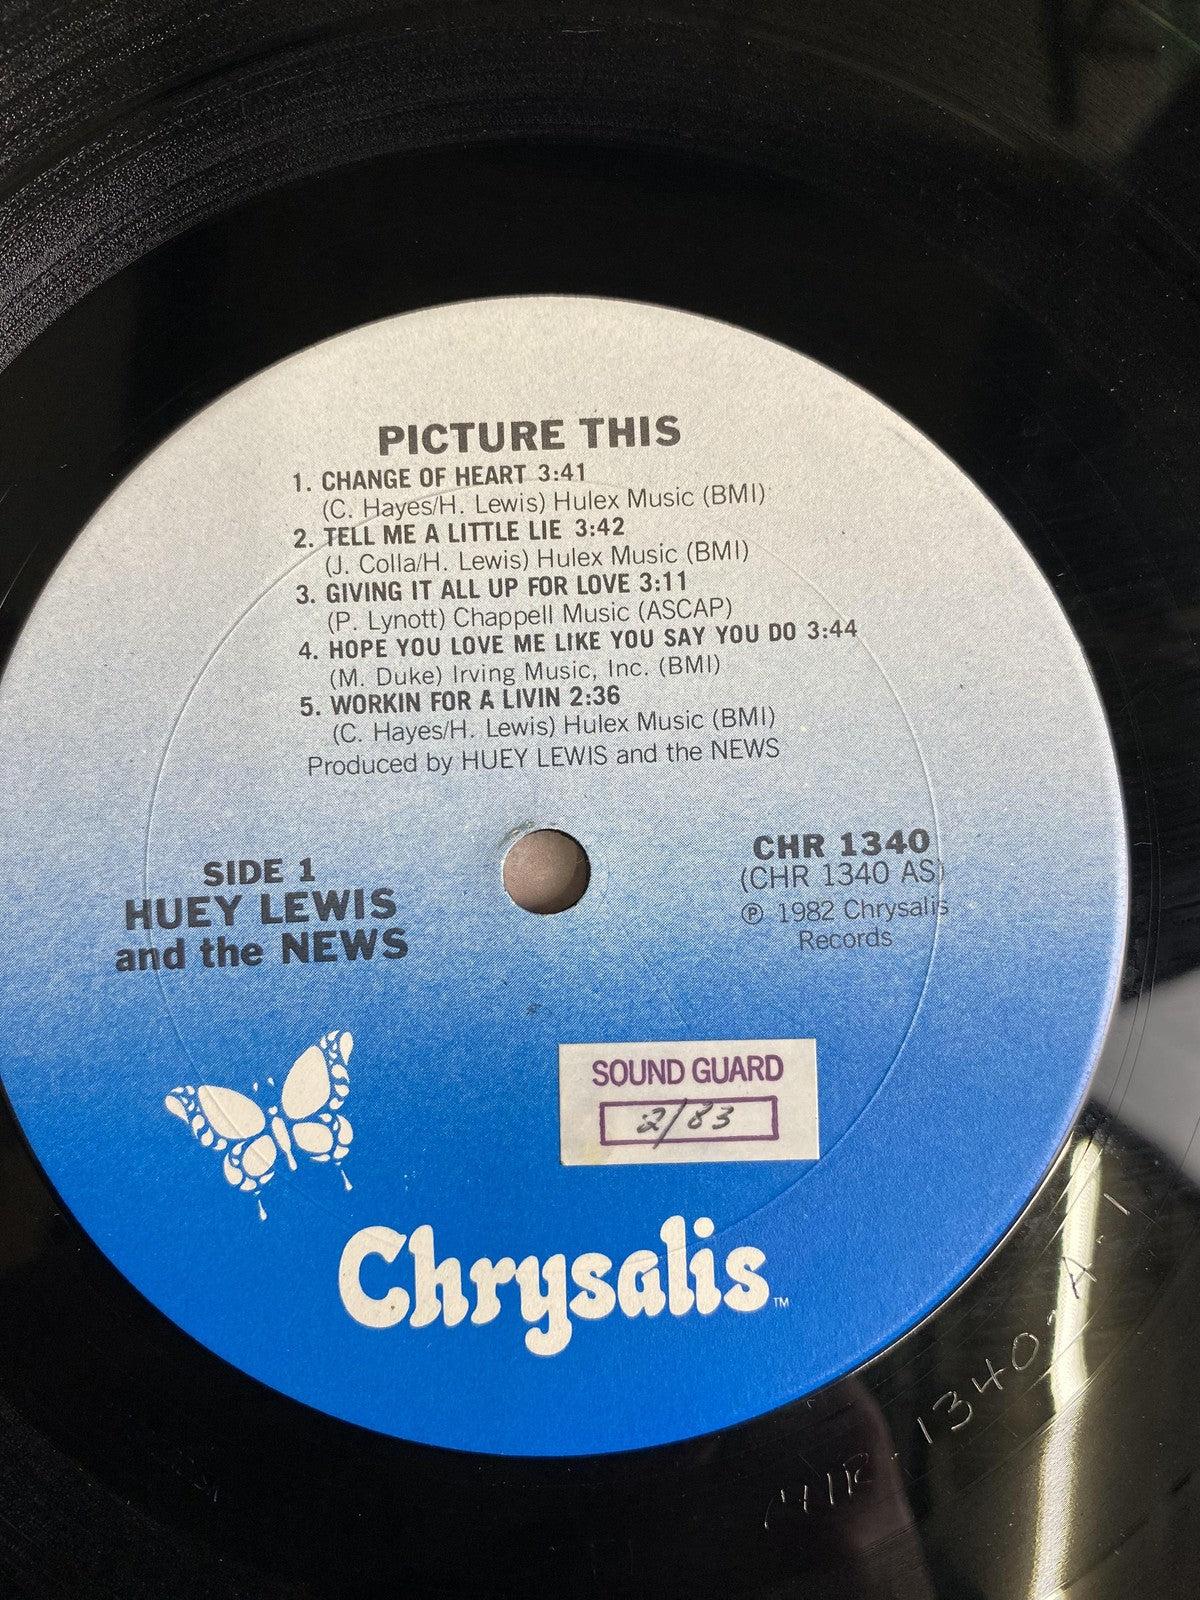 PICTURE THIS
1. CHANGE OF HEART 3:41
(C. Hayes/H. Lewis) Hulex Music (BMI)
2. TELL ME A LITTLE LIE 3:42
(J. Colla/H. Lewis) Hulex Music (BMI)
3. GIVING IT ALL UP FOR LOVE 3:11
(P. Lynott) Chappell Music (ASCAP)
4. HOPE YOU LOVE ME LIKE YOU SAY YOU DO 3:44
(M. Duke) Irving Music, Inc. (BMI)
5. WORKIN FOR A LIVIN 2:36
(C. Hayes/H. Lewis) Hulex Music (BMI)
Produced by HUEY LEWIS and the NEWS
SIDE 1
HUEY LEWIS
and the NEWS
CHR 1340
(CHR 1340 AS)
℗ 1982 Chrysalis
Records
SOUND GUARD
2/83
Chrysalis™
CHR-1340-A-1